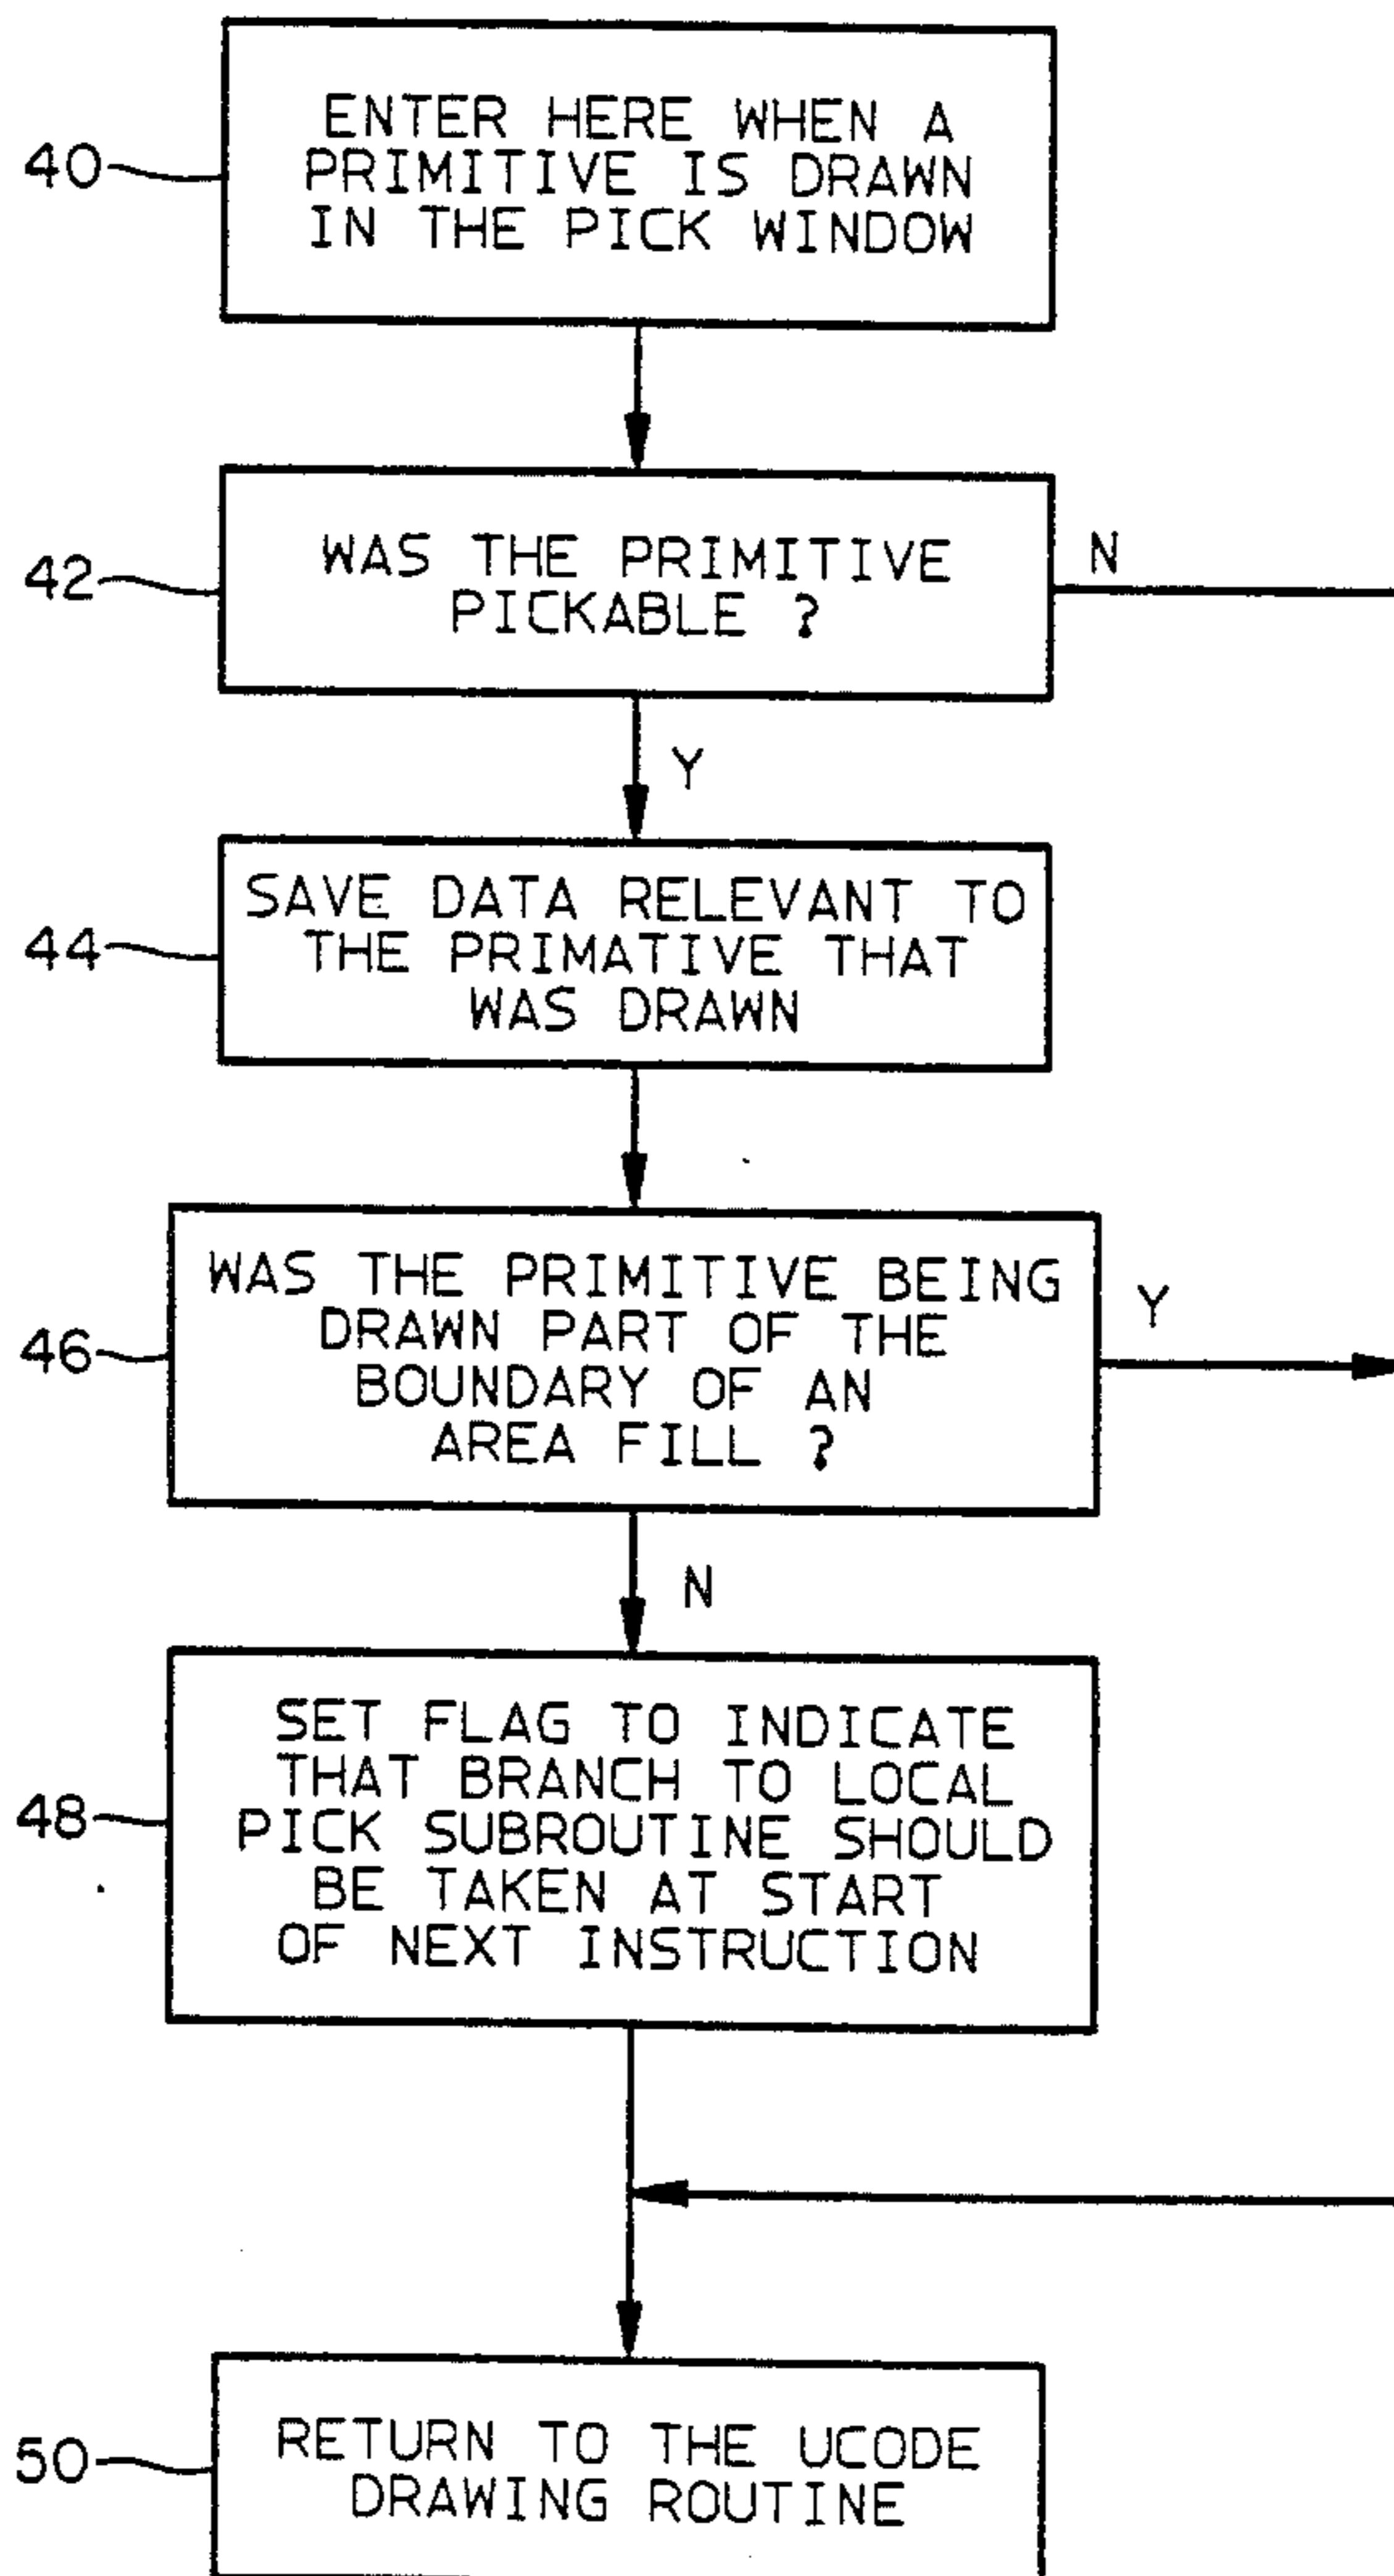 40
ENTER HERE WHEN A
PRIMITIVE IS DRAWN
IN THE PICK WINDOW
42
WAS THE PRIMITIVE
PICKABLE ?
N
Y
44
SAVE DATA RELEVANT TO
THE PRIMATIVE THAT
WAS DRAWN
46
WAS THE PRIMITIVE BEING
DRAWN PART OF THE
BOUNDARY OF AN
AREA FILL ?
Y
N
48
SET FLAG TO INDICATE
THAT BRANCH TO LOCAL
PICK SUBROUTINE SHOULD
BE TAKEN AT START
OF NEXT INSTRUCTION
50
RETURN TO THE UCODE
DRAWING ROUTINE